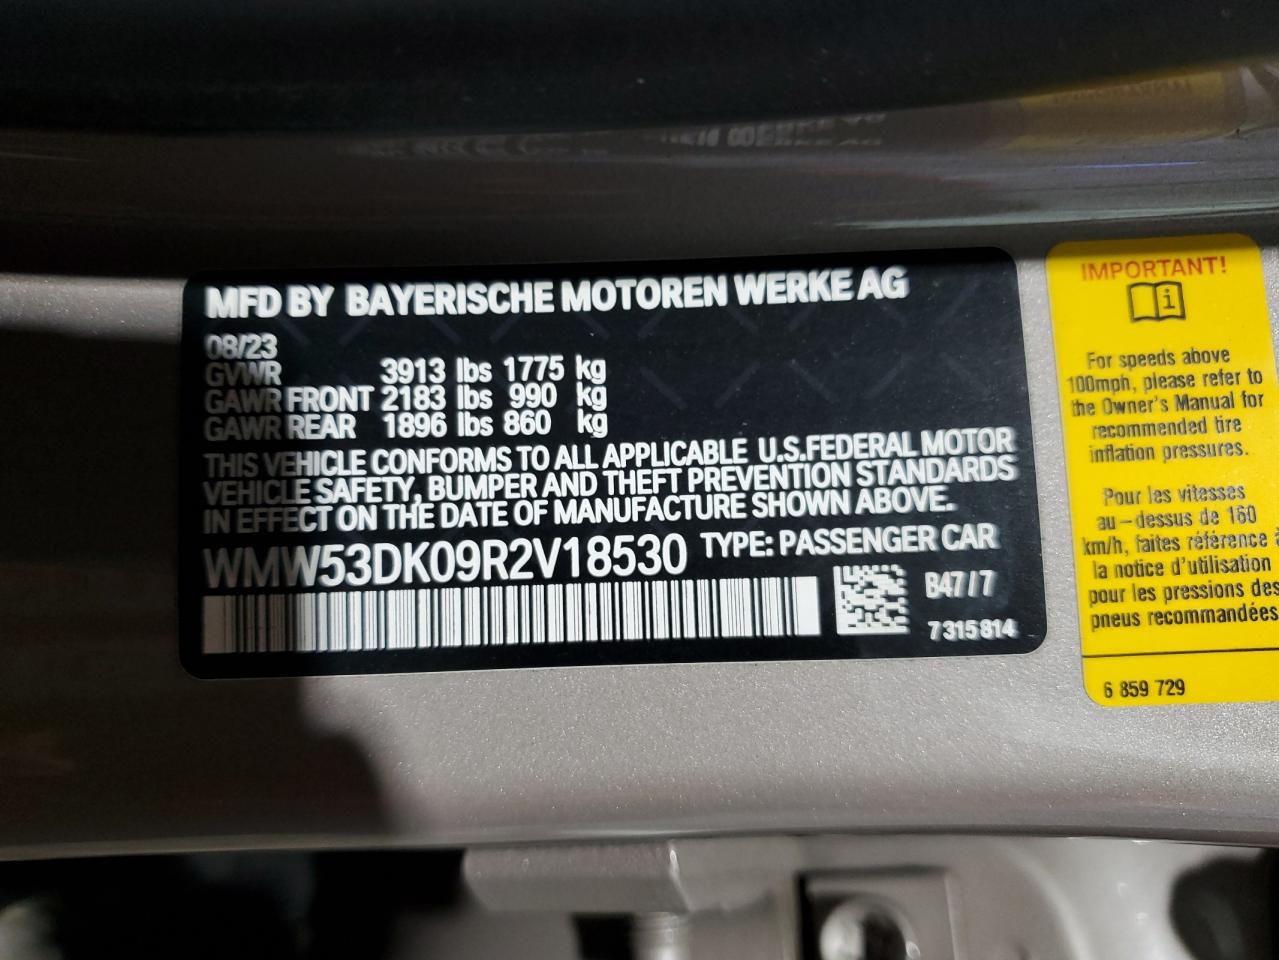 MFD BY BAYERISCHE MOTOREN WERKE AG
08/23
GVWR 3913 lbs 1775 kg
GAWR FRONT 2183 lbs 990 kg
GAWR REAR 1896 lbs 860 kg
THIS VEHICLE CONFORMS TO ALL APPLICABLE U.S.FEDERAL MOTOR
VEHICLE SAFETY, BUMPER AND THEFT PREVENTION STANDARDS
IN EFFECT ON THE DATE OF MANUFACTURE SHOWN ABOVE.
WMW53DK09R2V18530 TYPE: PASSENGER CAR
B47/7
7 315 814
IMPORTANT!
For speeds above
100mph, please refer to
the Owner's Manual for
recommended tire
inflation pressures.
Pour les vitesses
au-dessus de 160
km/h, faites référence à
la notice d'utilisation
pour les pressions des
pneus recommandées
6 859 729